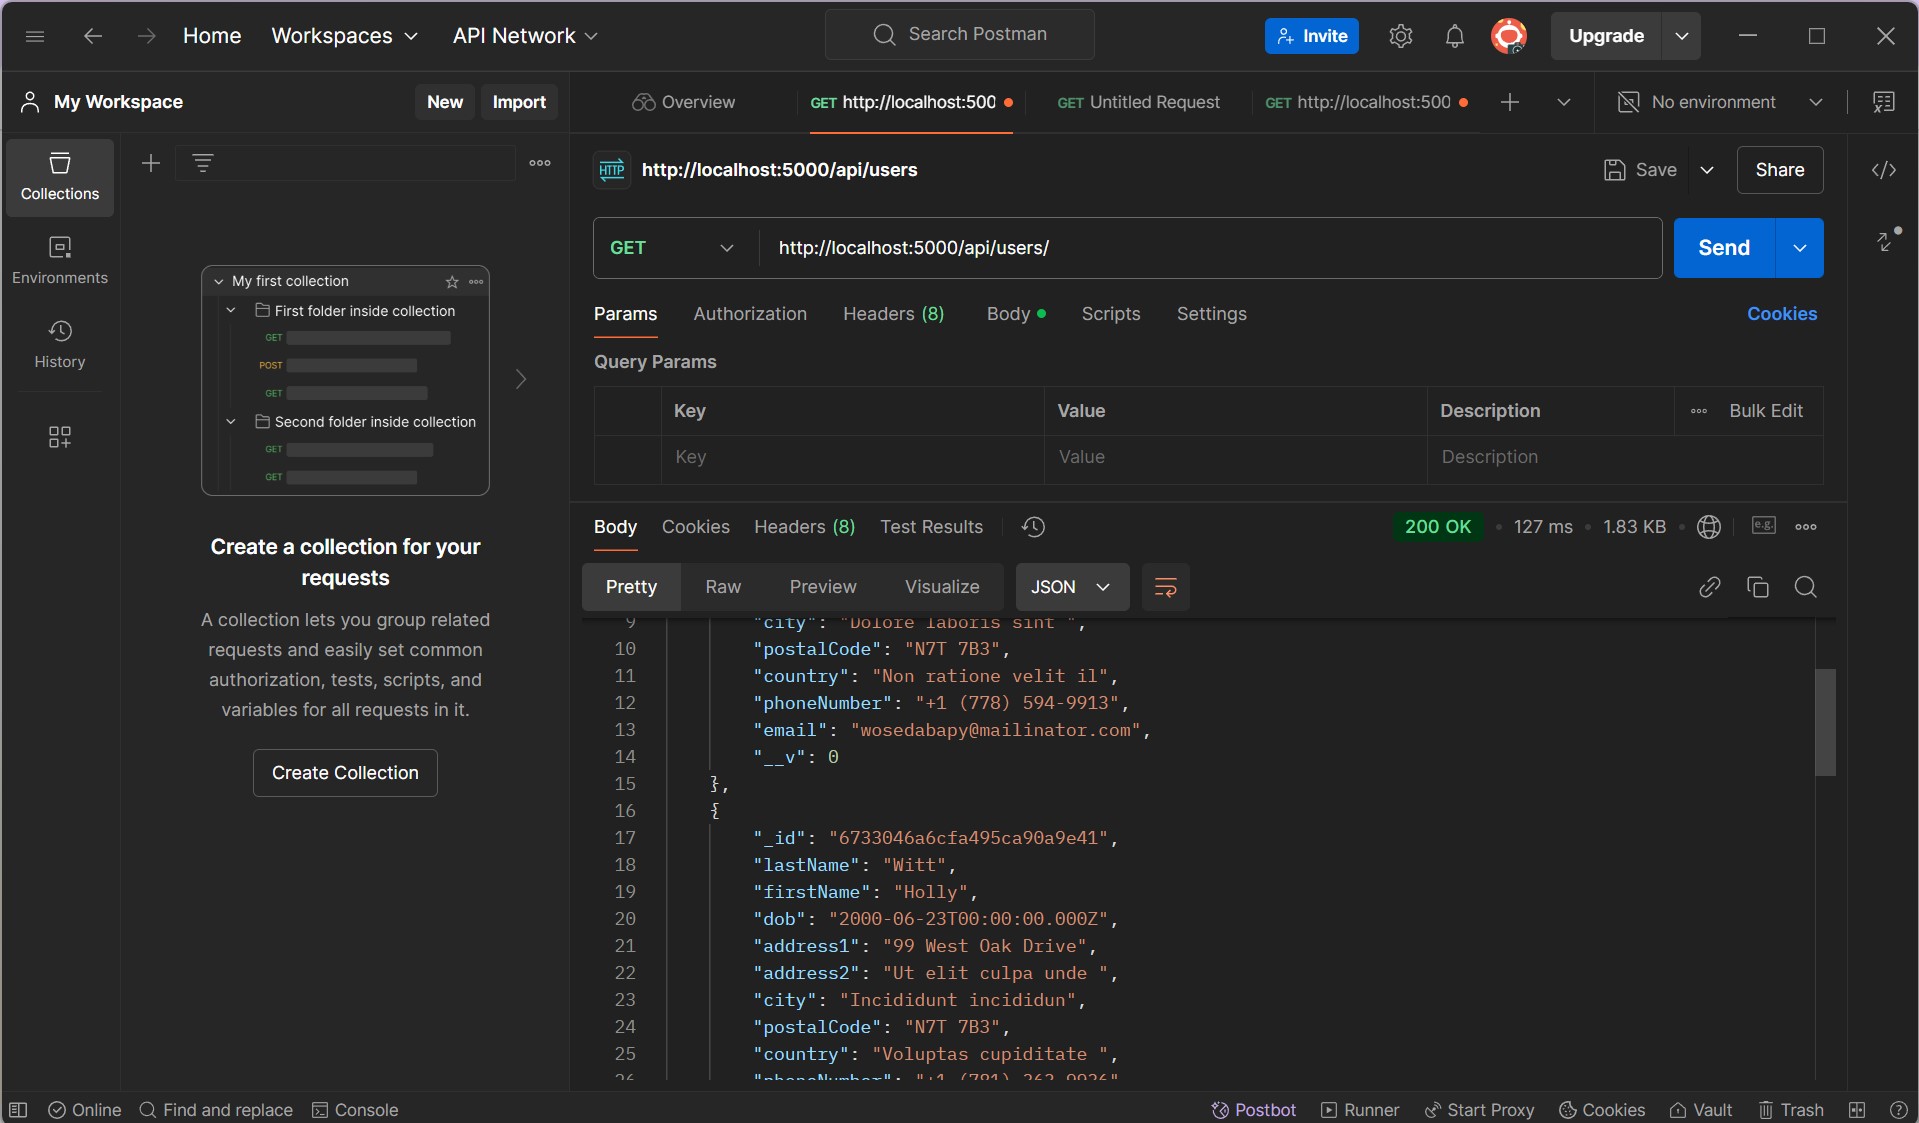 Home Workspaces API Network Search Postman Invite Upgrade
My Workspace New Import Overview GET http://localhost:500 GET Untitled Request GET http://localhost:500 No environment
Collections
Environments
History
My first collection
First folder inside collection
GET
POST
GET
Second folder inside collection
GET
GET
Create a collection for your
requests
A collection lets you group related
requests and easily set common
authorization, tests, scripts, and
variables for all requests in it.
Create Collection
HTTP http://localhost:5000/api/users Save Share
GET http://localhost:5000/api/users/ Send
Params Authorization Headers (8) Body Scripts Settings Cookies
Query Params
Key Value Description Bulk Edit
Key Value Description
Body Cookies Headers (8) Test Results 200 OK 127 ms 1.83 KB e.g.
Pretty Raw Preview Visualize JSON
9 "city": "Dolore laboris sint ",
10 "postalCode": "N7T 7B3",
11 "country": "Non ratione velit il",
12 "phoneNumber": "+1 (778) 594-9913",
13 "email": "wosedabapy@mailinator.com",
14 "__v": 0
15 },
16 {
17 "_id": "6733046a6cfa495ca90a9e41",
18 "lastName": "Witt",
19 "firstName": "Holly",
20 "dob": "2000-06-23T00:00:00.000Z",
21 "address1": "99 West Oak Drive",
22 "address2": "Ut elit culpa unde ",
23 "city": "Incididunt incididun",
24 "postalCode": "N7T 7B3",
25 "country": "Voluptas cupiditate ",
26 "phoneNumber": "+1 (781)
Online Find and replace Console Postbot Runner Start Proxy Cookies Vault Trash